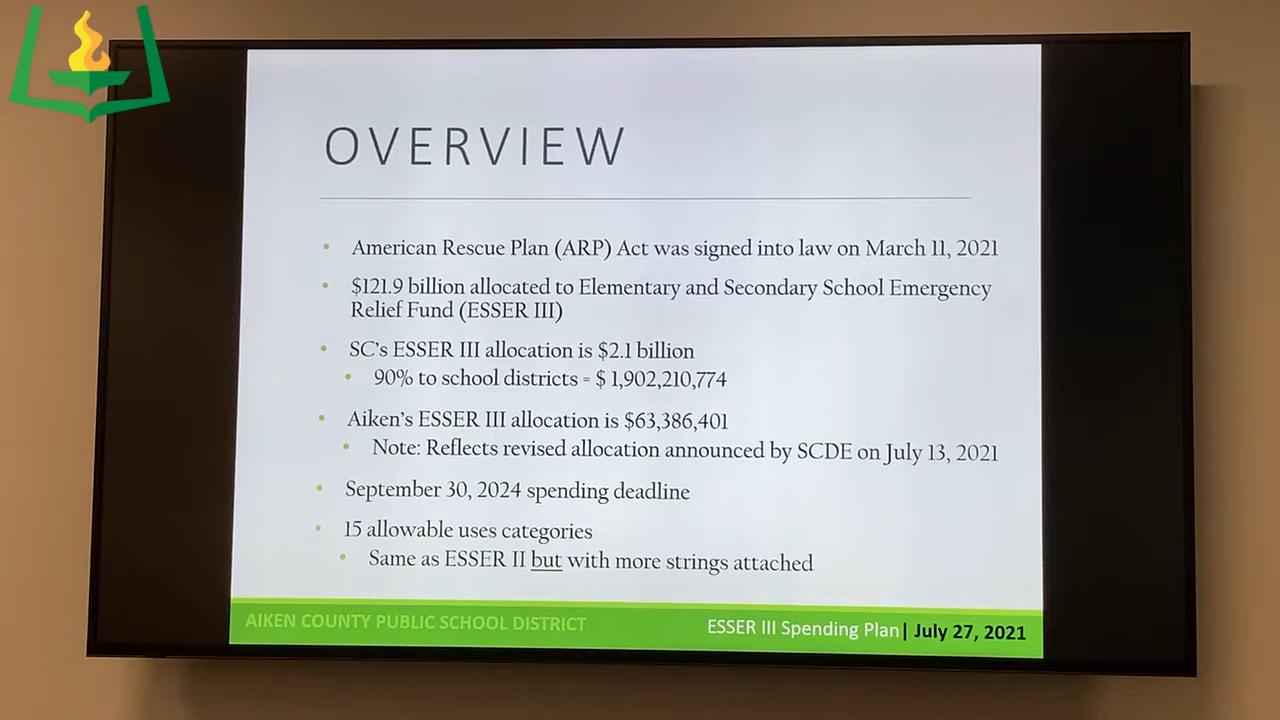 OVERVIEW
• American Rescue Plan (ARP) Act was signed into law on March 11, 2021
• $121.9 billion allocated to Elementary and Secondary School Emergency
Relief Fund (ESSER III)
• SC's ESSER III allocation is $2.1 billion
• 90% to school districts = $ 1,902,210,774
• Aiken's ESSER III allocation is $63,386,401
• Note: Reflects revised allocation announced by SCDE on July 13, 2021
• September 30, 2024 spending deadline
• 15 allowable uses categories
• Same as ESSER II but with more strings attached
AIKEN COUNTY PUBLIC SCHOOL DISTRICT
ESSER III Spending Plan| July 27, 2021